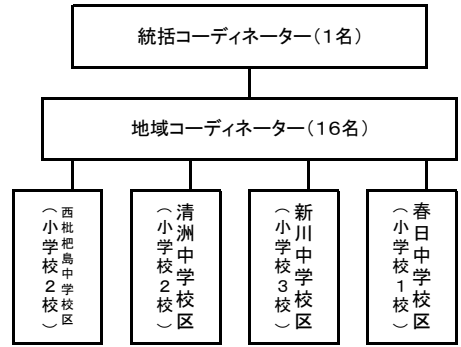 統括コーディネーター（１名）
地域コーディネーター（１６名）
西枇杷島中学校区
（小学校２校）
清洲中学校区
（小学校２校）
新川中学校区
（小学校３校）
春日中学校区
（小学校１校）